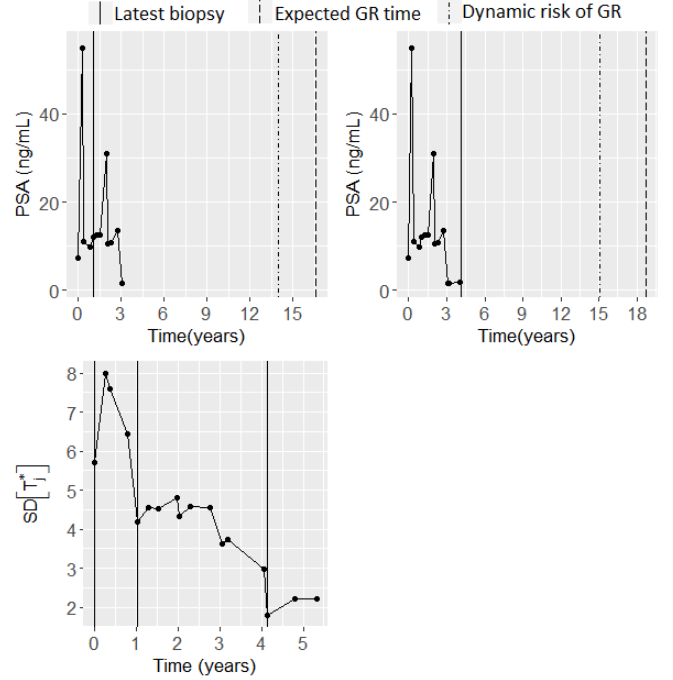 Latest biopsy Expected GR time Dynamic risk of GR
PSA (ng/mL)
40
20
0
0 3 6 9 12 15
Time(years)
PSA (ng/mL)
40
20
0
0 3 6 9 12 15 18
Time(years)
SD[T*j]
8
7
6
5
4
3
2
0 1 2 3 4 5
Time (years)